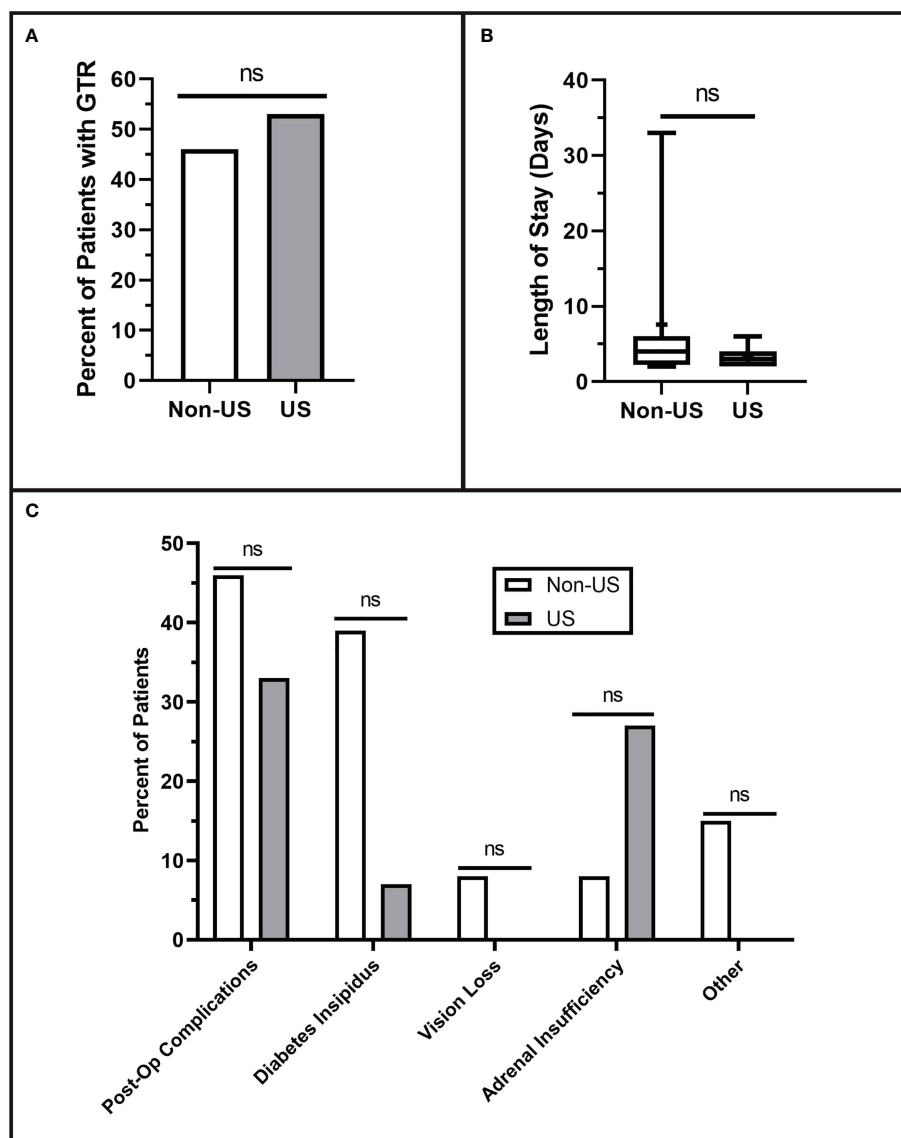 A
Percent of Patients with GTR
60
50
40
30
20
10
0
ns
Non-US
US
B
Length of Stay (Days)
40
30
20
10
0
ns
Non-US
US
C
Percent of Patients
50
40
30
20
10
0
ns
ns
ns
ns
ns
Non-US
US
Post-Op Complications
Diabetes Insipidus
Vision Loss
Adrenal Insufficiency
Other